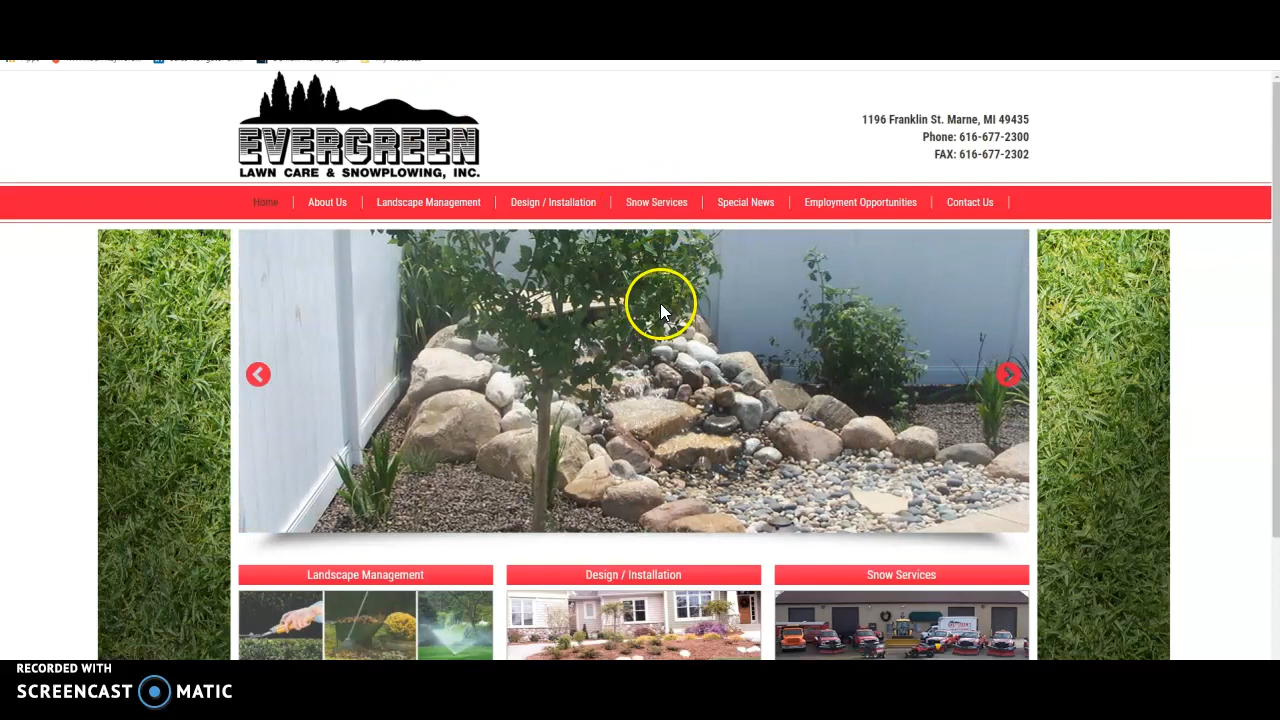 EVERGREEN
LAWN CARE & SNOWPLOWING, INC.
1196 Franklin St. Marne, MI 49435
Phone: 616-677-2300
FAX: 616-677-2302
Home
About Us
Landscape Management
Design / Installation
Snow Services
Special News
Employment Opportunities
Contact Us
Landscape Management
Design / Installation
Snow Services
RECORDED WITH
SCREENCAST MATIC